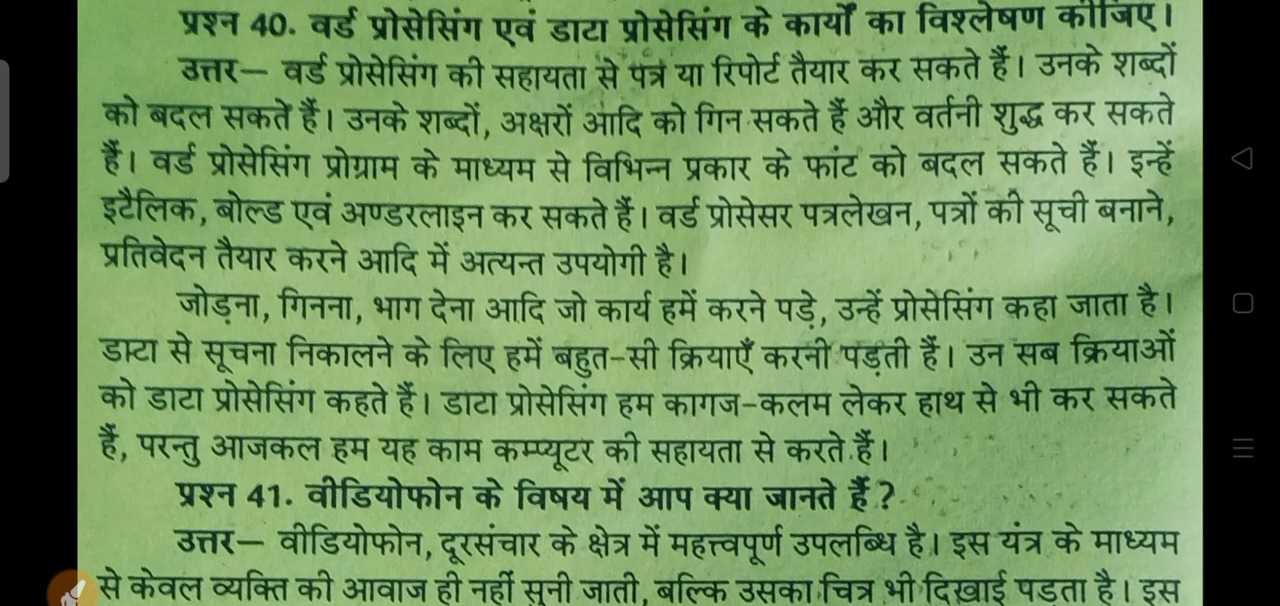 प्रश्न 40. वर्ड प्रोसेसिंग एवं डाटा प्रोसेसिंग के कार्यों का विश्लेषण कीजिए।
उत्तर— वर्ड प्रोसेसिंग की सहायता से पत्र या रिपोर्ट तैयार कर सकते हैं। उनके शब्दों
को बदल सकते हैं। उनके शब्दों, अक्षरों आदि को गिन सकते हैं और वर्तनी शुद्ध कर सकते
हैं। वर्ड प्रोसेसिंग प्रोग्राम के माध्यम से विभिन्न प्रकार के फांट को बदल सकते हैं। इन्हें
इटैलिक, बोल्ड एवं अण्डरलाइन कर सकते हैं। वर्ड प्रोसेसर पत्रलेखन, पत्रों की सूची बनाने,
प्रतिवेदन तैयार करने आदि में अत्यन्त उपयोगी है।
जोड़ना, गिनना, भाग देना आदि जो कार्य हमें करने पड़े, उन्हें प्रोसेसिंग कहा जाता है।
डाटा से सूचना निकालने के लिए हमें बहुत-सी क्रियाएँ करनी पड़ती हैं। उन सब क्रियाओं
को डाटा प्रोसेसिंग कहते हैं। डाटा प्रोसेसिंग हम कागज-कलम लेकर हाथ से भी कर सकते
हैं, परन्तु आजकल हम यह काम कम्प्यूटर की सहायता से करते हैं।
प्रश्न 41. वीडियोफोन के विषय में आप क्या जानते हैं?
उत्तर— वीडियोफोन, दूरसंचार के क्षेत्र में महत्त्वपूर्ण उपलब्धि है। इस यंत्र के माध्यम
से केवल व्यक्ति की आवाज ही नहीं सुनी जाती, बल्कि उसका चित्र भी दिखाई पड़ता है। इस